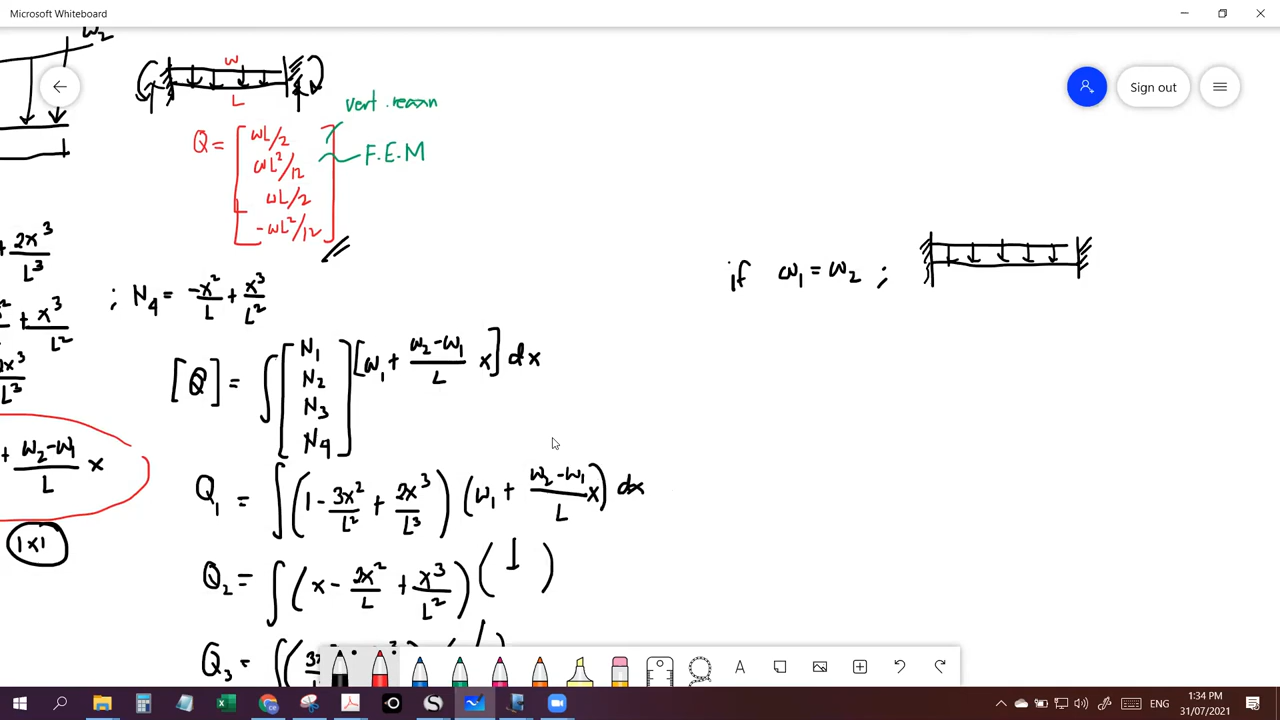 Microsoft Whiteboard
w2
w
L
vert. reaxn
Q = [ wL/2
wL²/12
wL/2
-wL²/12 ]
F.E.M
Sign out
+ 2x³/L³
; N4 = -x²/L + x³/L²
+ x³/L²
if w1 = w2 ;
[Q] = ∫ [ N1 N2 N3 N4 ] [w1 + (w2-w1)/L x] dx
+ (w2-w1)/L x
Q1 = ∫ (1 - 3x²/L² + 2x³/L³) (w1 + (w2-w1)/L x) dx
1x1
Q2 = ∫ (x - 2x²/L + x³/L²) ( ↓ )
Q3 = ∫
A
ENG
1:34 PM
31/07/2021